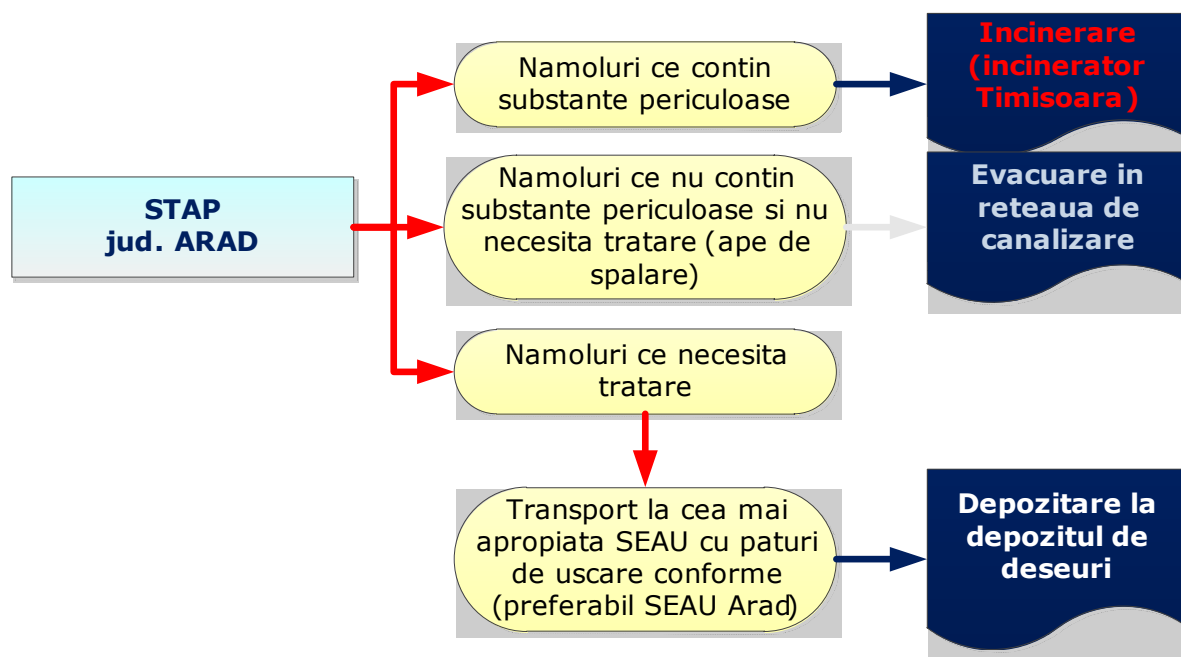 STAP
jud. ARAD
Namoluri ce contin
substante periculoase
Incinerare
(incinerator
Timisoara)
Namoluri ce nu contin
substante periculoase si nu
necesita tratare (ape de
spalare)
Evacuare in
reteaua de
canalizare
Namoluri ce necesita
tratare
Transport la cea mai
apropiata SEAU cu paturi
de uscare conforme
(preferabil SEAU Arad)
Depozitare la
depozitul de
deseuri